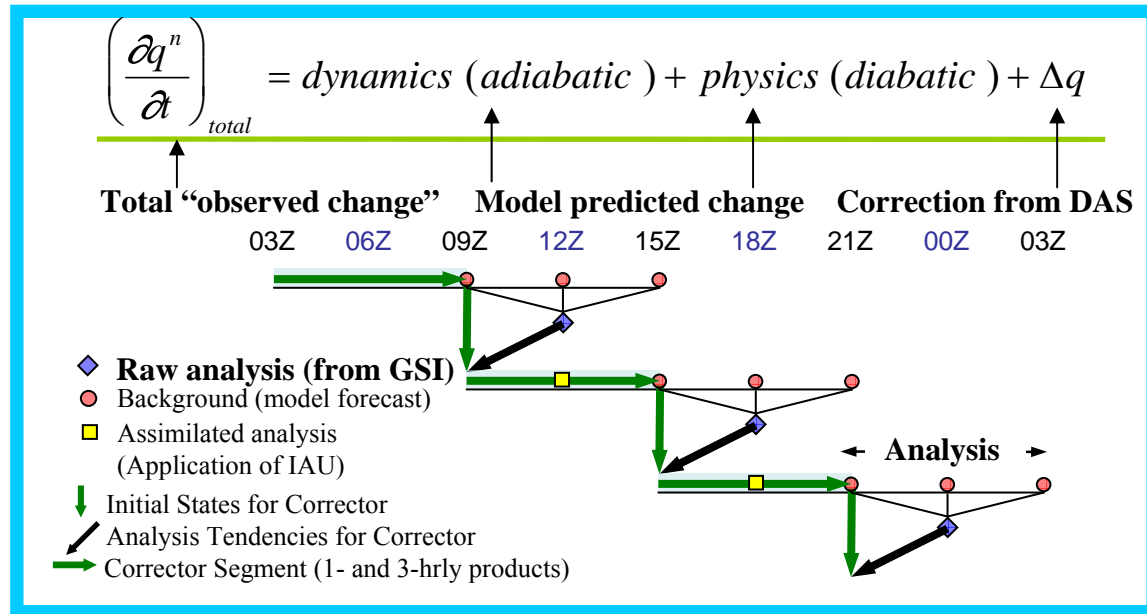 (∂qⁿ/∂t)total = dynamics (adiabatic) + physics (diabatic) + Δq
Total “observed change” Model predicted change Correction from DAS
03Z 06Z 09Z 12Z 15Z 18Z 21Z 00Z 03Z
Raw analysis (from GSI)
Background (model forecast)
Assimilated analysis
(Application of IAU)
Analysis
Initial States for Corrector
Analysis Tendencies for Corrector
Corrector Segment (1- and 3-hrly products)